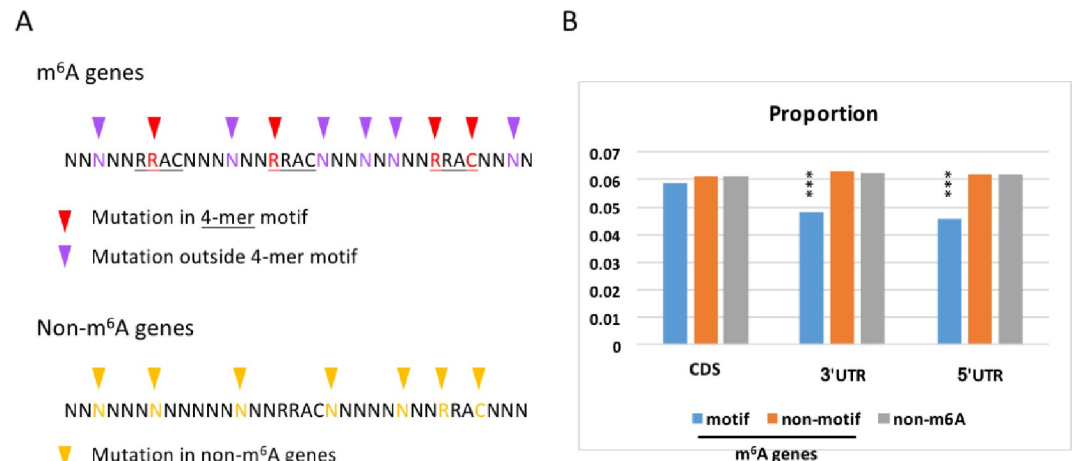 A
B
m⁶A genes
NNNNNRRACNNNNNNRRACNNNNNNNNRRACNNNN
Mutation in 4-mer motif
Mutation outside 4-mer motif
Non-m⁶A genes
NNNNNNNNNNNNNNNRRACNNNNNNNNRRACNNN
Mutation in non-m⁶A genes
Proportion
0.07
0.06
0.05
0.04
0.03
0.02
0.01
0
***
***
CDS
3'UTR
5'UTR
motif
non-motif
non-m6A
m⁶A genes